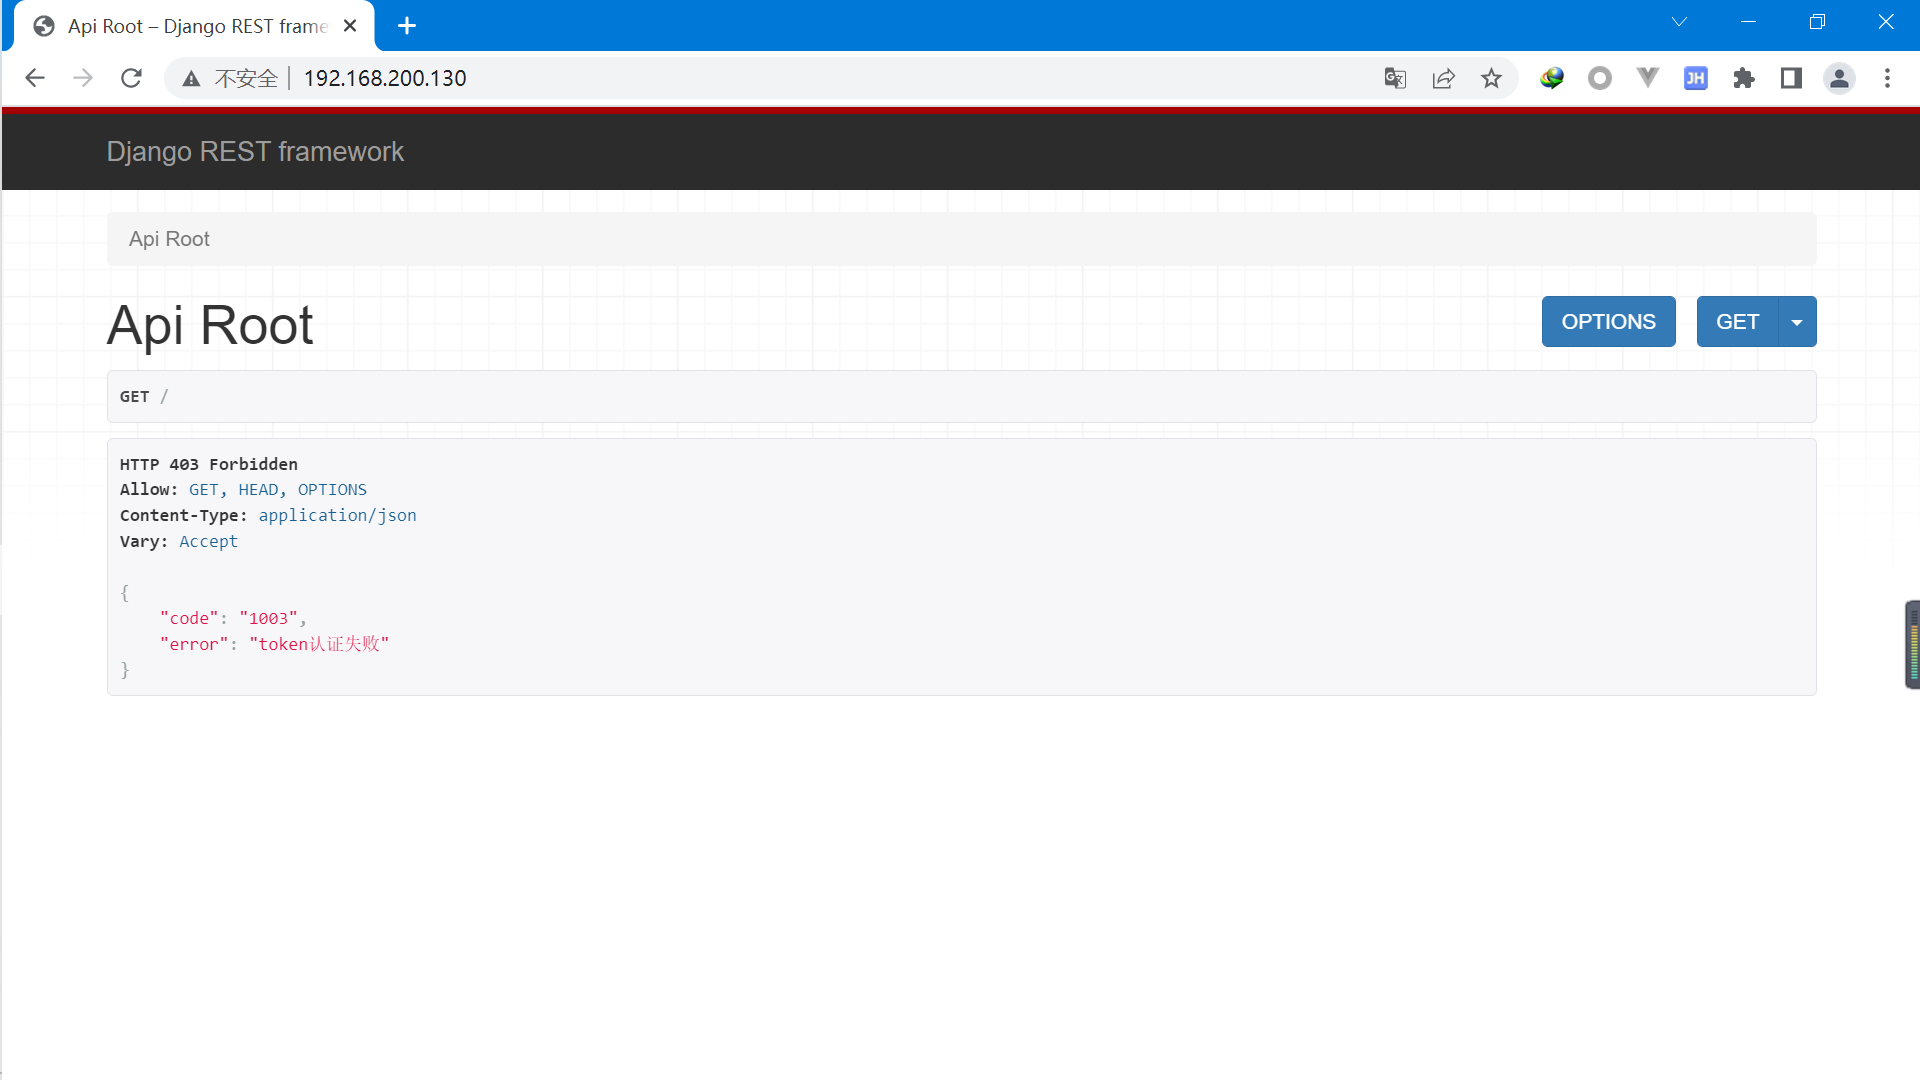 Api Root – Django REST frame
不安全 192.168.200.130
JH
Django REST framework
Api Root
Api Root
OPTIONS
GET
GET /
HTTP 403 Forbidden
Allow: GET, HEAD, OPTIONS
Content-Type: application/json
Vary: Accept
{
"code": "1003",
"error": "token认证失败"
}